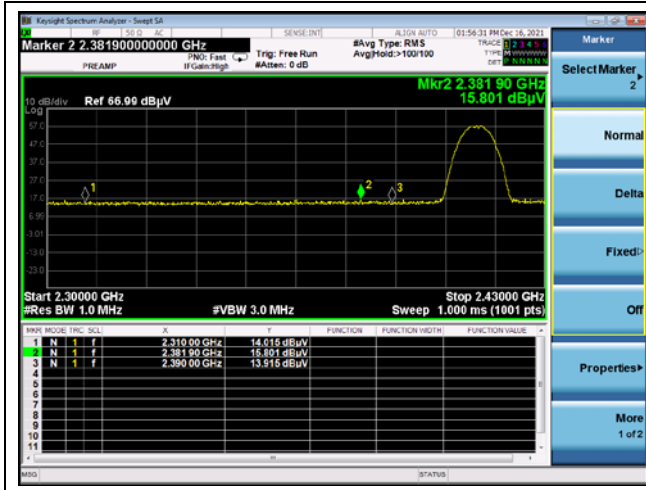 Keysight Spectrum Analyzer - Swept SA
RF 50 Ω AC SENSE:INT ALIGN AUTO 01:56:31 PM Dec 16, 2021
Marker 2 2.381900000000 GHz
PREAMP
PNO: Fast
IFGain:High
Trig: Free Run
#Atten: 0 dB
#Avg Type: RMS
Avg|Hold:>100/100
TRACE 1 2 3 4 5 6
TYPE M W W W W W
DET P N N N N N
Mkr2 2.381 90 GHz
15.801 dBµV
10 dB/div Ref 66.99 dBµV
Log
57.0
47.0
37.0
27.0
17.0
6.99
-3.01
-13.0
-23.0
1
2
3
Start 2.30000 GHz Stop 2.43000 GHz
#Res BW 1.0 MHz #VBW 3.0 MHz Sweep 1.000 ms (1001 pts)
MKR MODE TRC SCL X Y FUNCTION FUNCTION WIDTH FUNCTION VALUE
1 N 1 f 2.310 00 GHz 14.015 dBµV
2 N 1 f 2.381 90 GHz 15.801 dBµV
3 N 1 f 2.390 00 GHz 13.915 dBµV
4
5
6
7
8
9
10
11
MSG STATUS
Marker
Select Marker
2
Normal
Delta
Fixed
Off
Properties
More
1 of 2